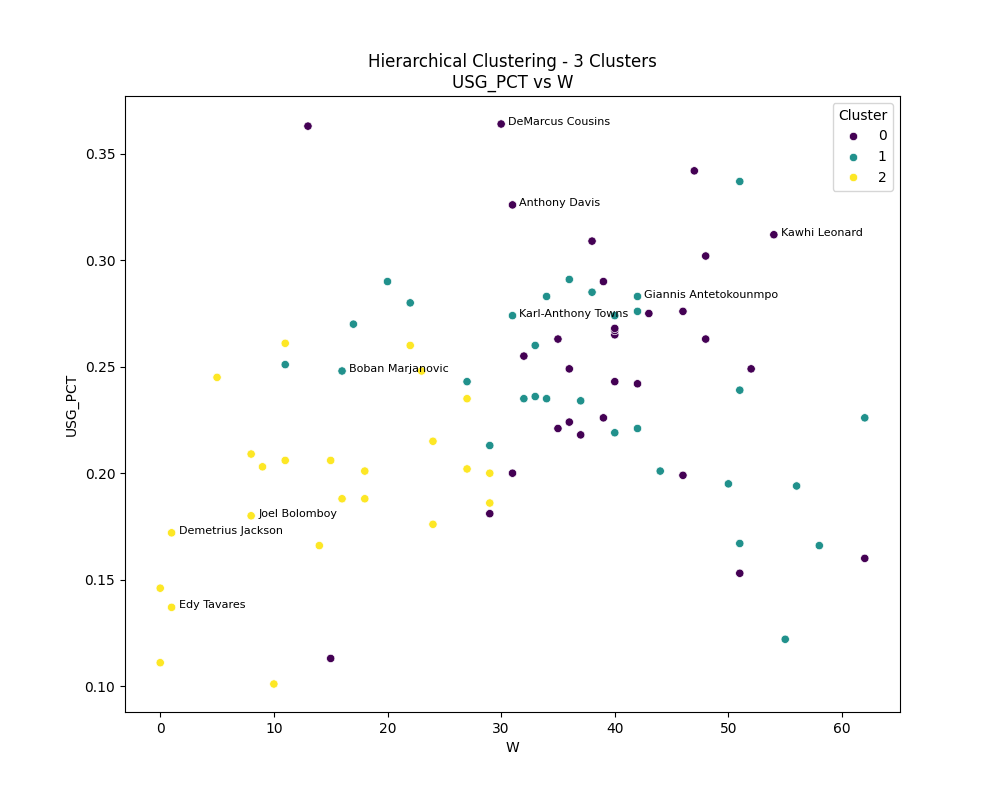 Hierarchical Clustering - 3 Clusters
USG_PCT vs W
Cluster
0
1
2
DeMarcus Cousins
Anthony Davis
Kawhi Leonard
Giannis Antetokounmpo
Karl-Anthony Towns
Boban Marjanovic
Joel Bolomboy
Demetrius Jackson
Edy Tavares
USG_PCT
0.35
0.30
0.25
0.20
0.15
0.10
0 10 20 30 40 50 60
W